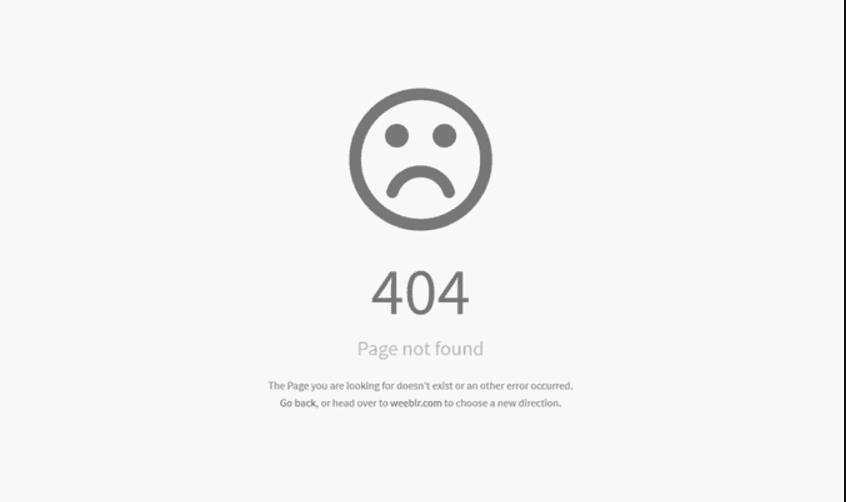 404
Page not found
The Page you are looking for doesn't exist or an other error occurred.
Go back, or head over to weeblr.com to choose a new direction.